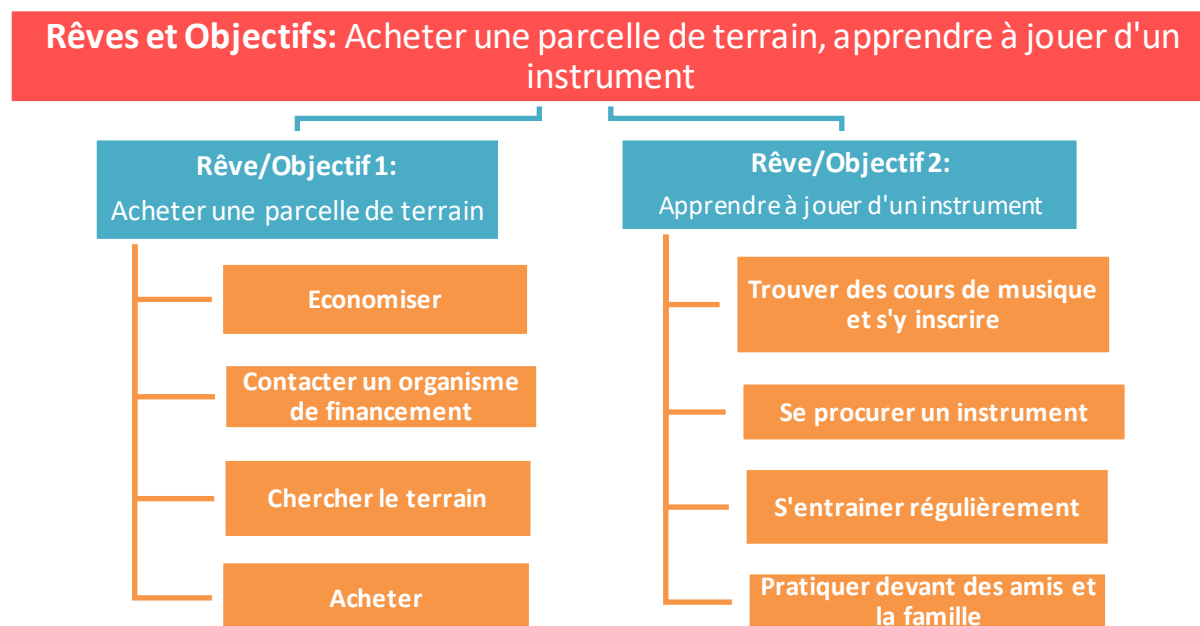 Rêves et Objectifs: Acheter une parcelle de terrain, apprendre à jouer d'un
instrument
Rêve/Objectif 1:
Acheter une parcelle de terrain
Economiser
Contacter un organisme
de financement
Chercher le terrain
Acheter
Rêve/Objectif 2:
Apprendre à jouer d'un instrument
Trouver des cours de musique
et s'y inscrire
Se procurer un instrument
S'entrainer régulièrement
Pratiquer devant des amis et
la famille